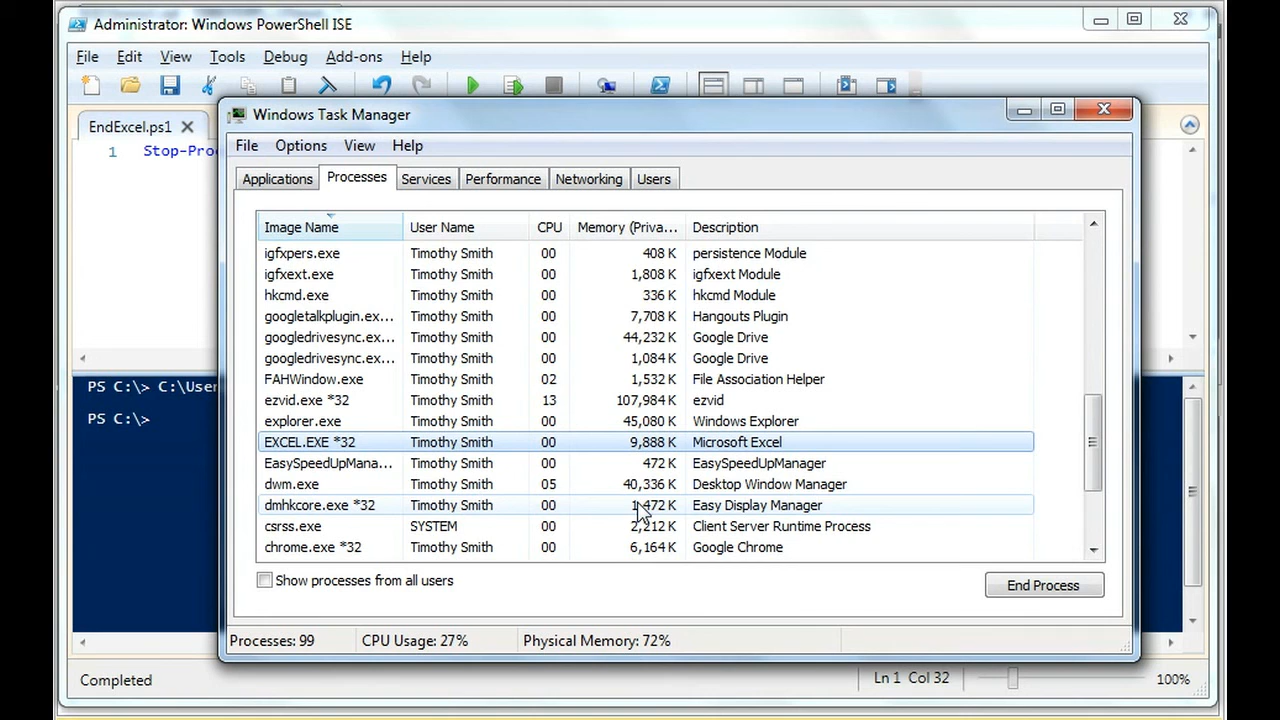 Administrator: Windows PowerShell ISE
File Edit View Tools Debug Add-ons Help
EndExcel.ps1
1 Stop-Pro
Windows Task Manager
File Options View Help
Applications Processes Services Performance Networking Users
Image Name User Name CPU Memory (Priva... Description
igfxpers.exe Timothy Smith 00 408 K persistence Module
igfxext.exe Timothy Smith 00 1,808 K igfxext Module
hkcmd.exe Timothy Smith 00 336 K hkcmd Module
googletalkplugin.ex... Timothy Smith 00 7,708 K Hangouts Plugin
googledrivesync.ex... Timothy Smith 00 44,232 K Google Drive
googledrivesync.ex... Timothy Smith 00 1,084 K Google Drive
FAHWindow.exe Timothy Smith 02 1,532 K File Association Helper
ezvid.exe *32 Timothy Smith 13 107,984 K ezvid
explorer.exe Timothy Smith 00 45,080 K Windows Explorer
EXCEL.EXE *32 Timothy Smith 00 9,888 K Microsoft Excel
EasySpeedUpMana... Timothy Smith 00 472 K EasySpeedUpManager
dwm.exe Timothy Smith 05 40,336 K Desktop Window Manager
dmhkcore.exe *32 Timothy Smith 00 1,472 K Easy Display Manager
csrss.exe SYSTEM 00 2,212 K Client Server Runtime Process
chrome.exe *32 Timothy Smith 00 6,164 K Google Chrome
PS C:\> C:\User
PS C:\>
Show processes from all users
End Process
Processes: 99 CPU Usage: 27% Physical Memory: 72%
Completed Ln 1 Col 32 100%